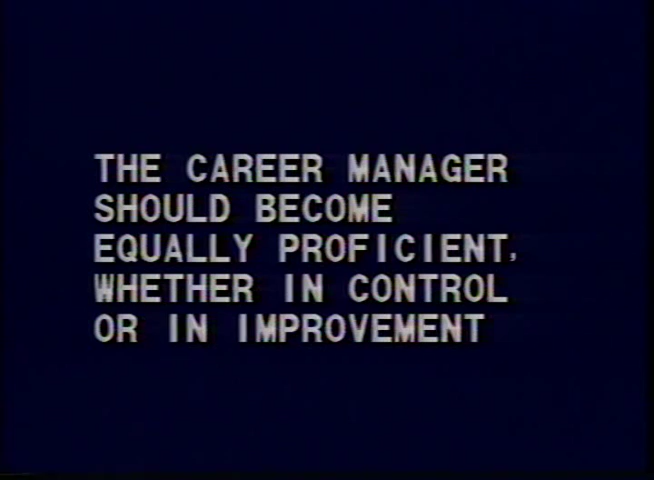 THE CAREER MANAGER
SHOULD BECOME
EQUALLY PROFICIENT,
WHETHER IN CONTROL
OR IN IMPROVEMENT